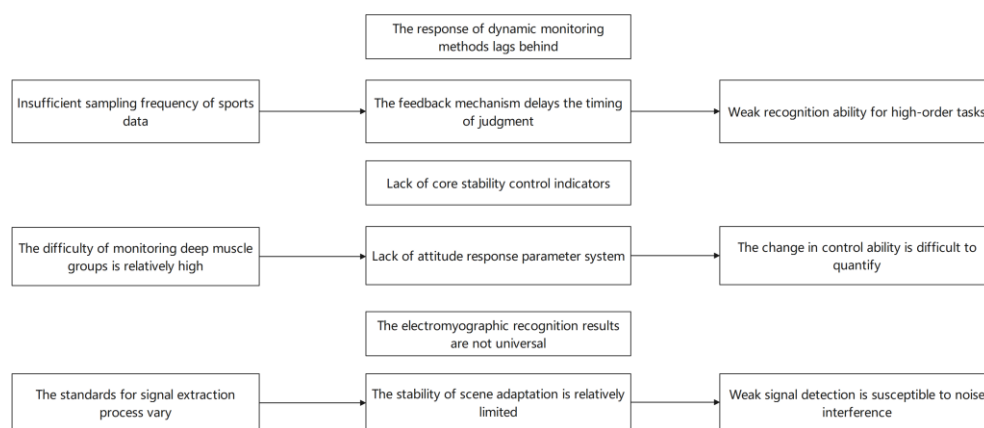 The response of dynamic monitoring
methods lags behind
Insufficient sampling frequency of sports
data
The feedback mechanism delays the timing
of judgment
Weak recognition ability for high-order tasks
Lack of core stability control indicators
The difficulty of monitoring deep muscle
groups is relatively high
Lack of attitude response parameter system
The change in control ability is difficult to
quantify
The electromyographic recognition results
are not universal
The standards for signal extraction
process vary
The stability of scene adaptation is relatively
limited
Weak signal detection is susceptible to noise
interference